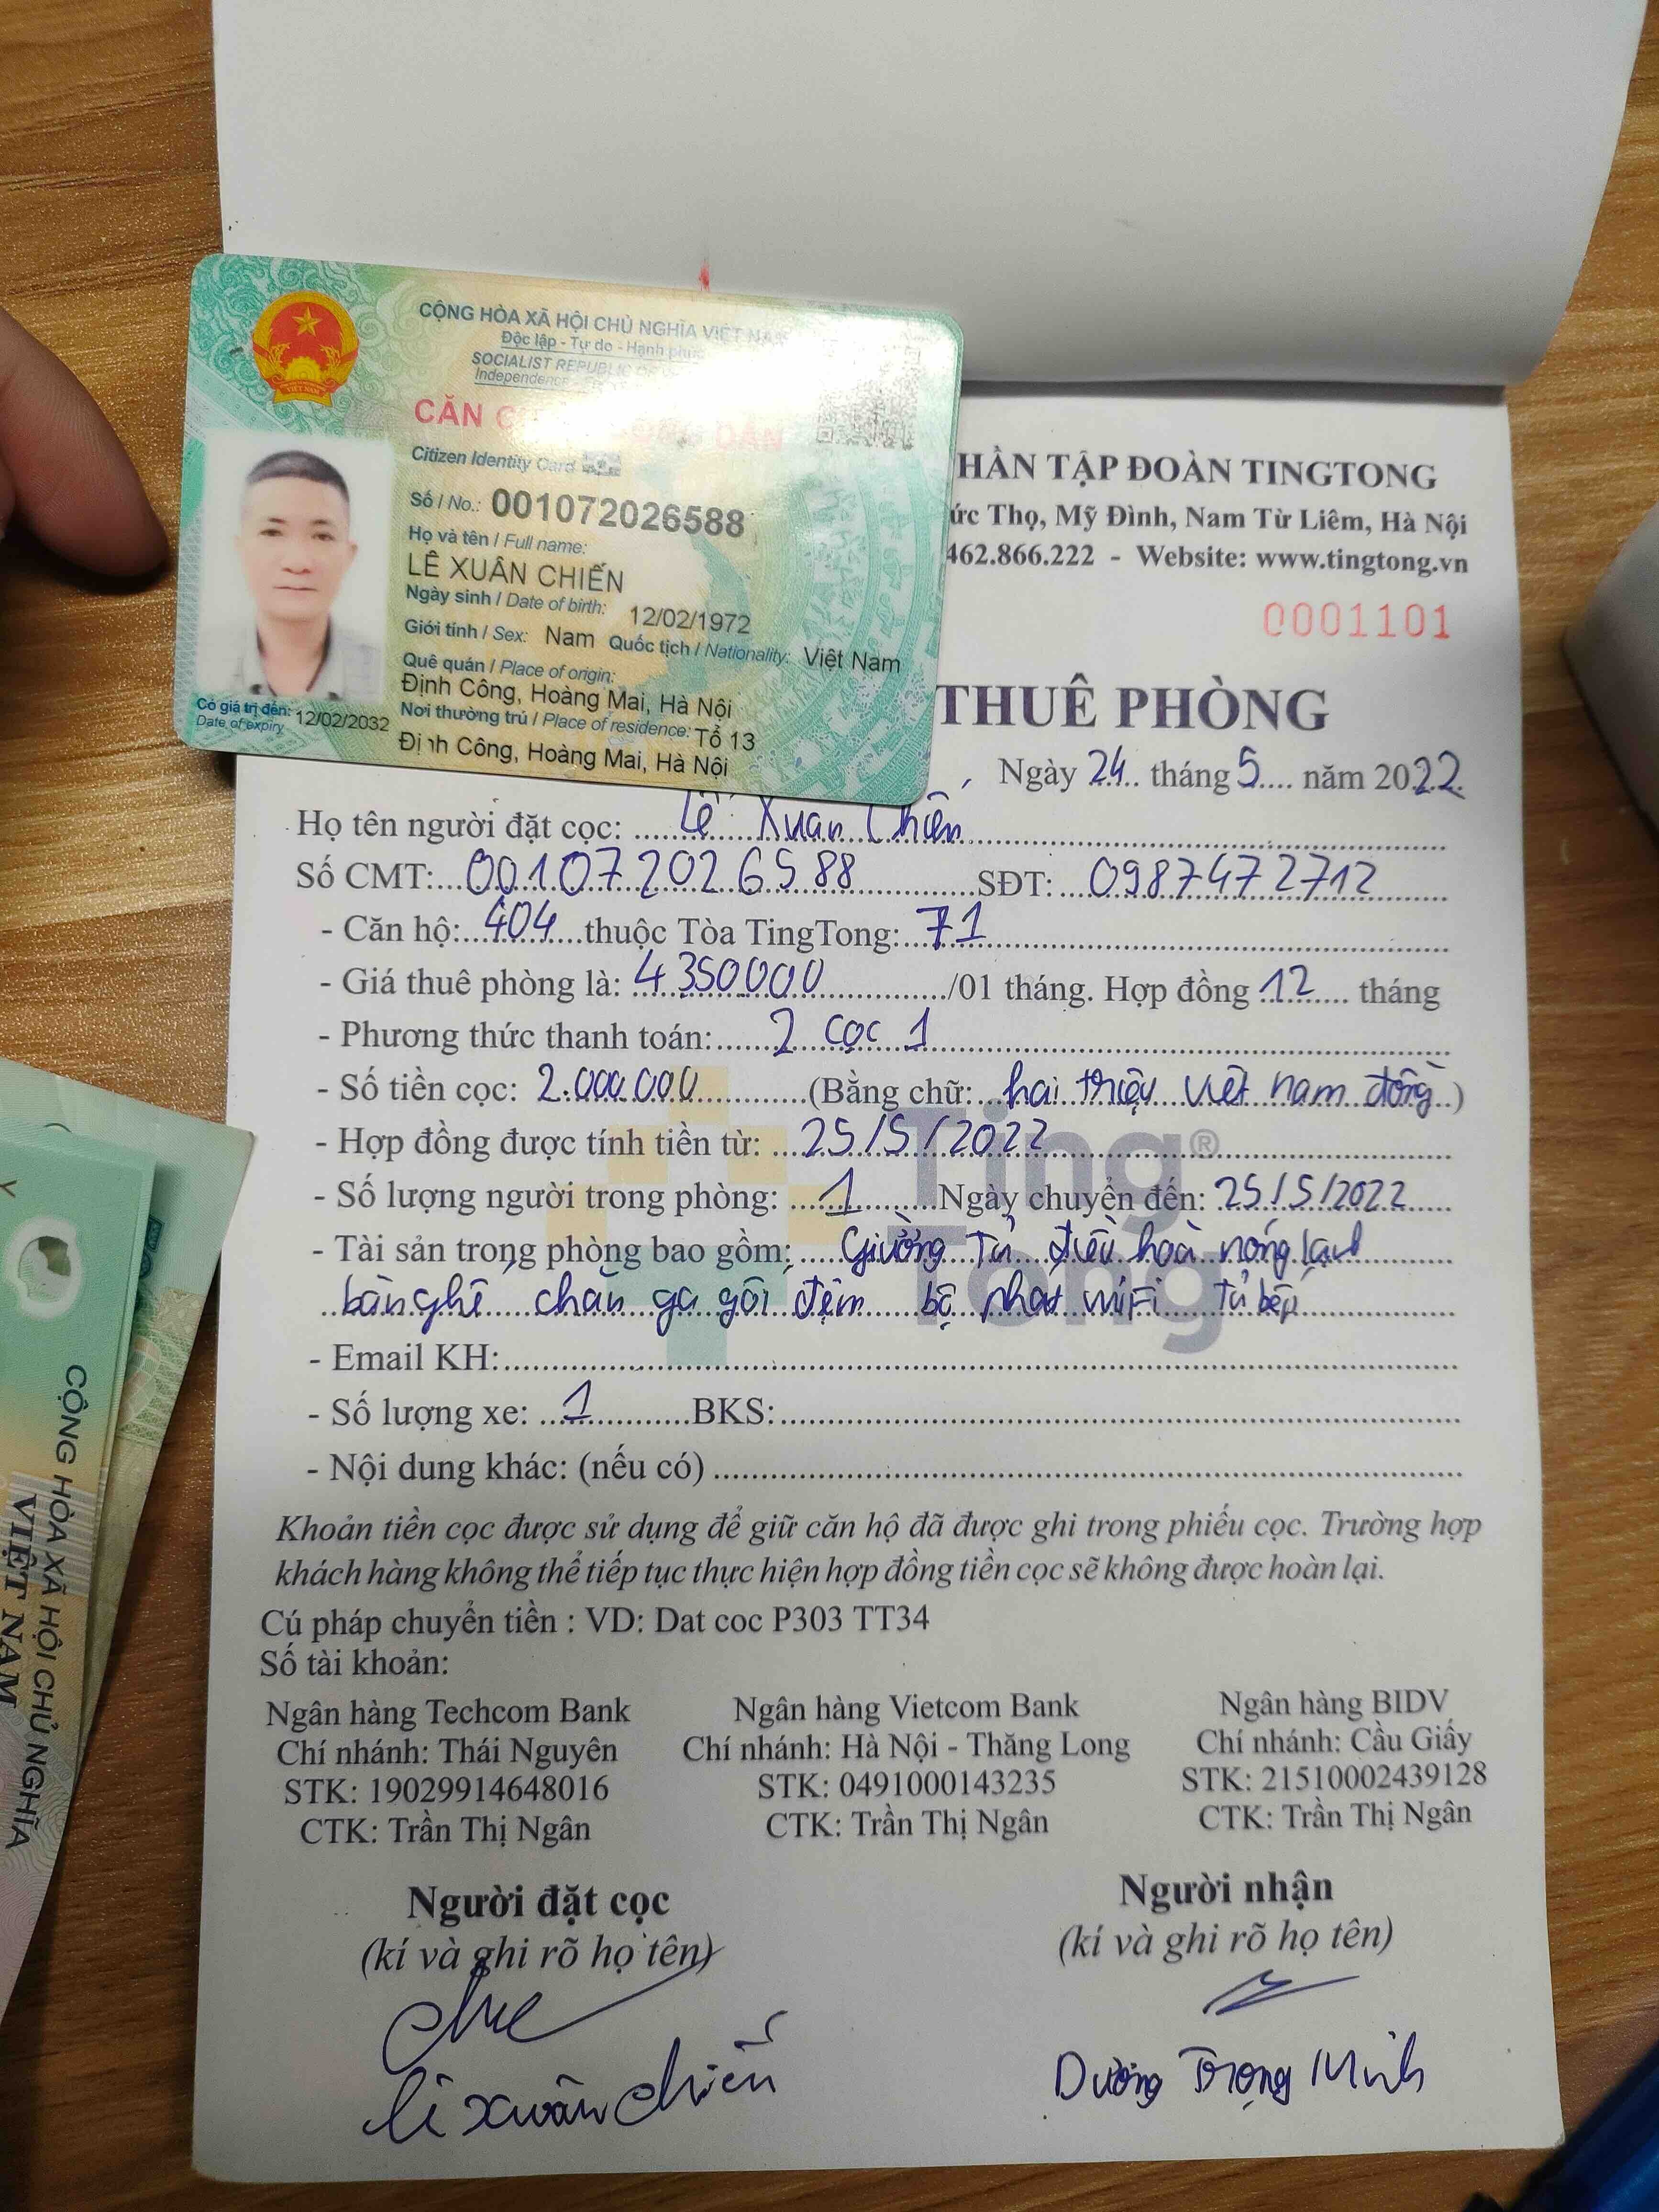 CỘNG HÒA XÃ HỘI CHỦ NGHĨA VIỆT NAM
Độc lập - Tự do - Hạnh phúc
SOCIALIST REPUBLIC
Independence
CĂN CƯỚC CÔNG DÂN
Citizen Identity Card
Số / No.: 001072026588
Họ và tên / Full name:
LÊ XUÂN CHIẾN
Ngày sinh / Date of birth: 12/02/1972
Giới tính / Sex: Nam Quốc tịch / Nationality: Việt Nam
Quê quán / Place of origin:
Định Công, Hoàng Mai, Hà Nội
Nơi thường trú / Place of residence: Tổ 13
Định Công, Hoàng Mai, Hà Nội
Có giá trị đến: 12/02/2032
Date of expiry
HẦN TẬP ĐOÀN TINGTONG
ức Thọ, Mỹ Đình, Nam Từ Liêm, Hà Nội
462.866.222 - Website: www.tingtong.vn
0001101
THUÊ PHÒNG
Ngày 24 tháng 5 năm 2022
Họ tên người đặt cọc: Lê Xuân Chiến
Số CMT: 001072026588 SĐT: 0987472712
- Căn hộ: 404 thuộc Tòa TingTong: 71
- Giá thuê phòng là: 4350000 /01 tháng. Hợp đồng 12 tháng
- Phương thức thanh toán: 2 cọc 1
- Số tiền cọc: 2.000.000 (Bằng chữ: hai triệu việt nam đồng)
- Hợp đồng được tính tiền từ: 25/5/2022
- Số lượng người trong phòng: 1 Ngày chuyển đến: 25/5/2022
- Tài sản trong phòng bao gồm: Giường Tủ điều hoà nóng lạnh
bàn ghế chăn ga gối đệm bộ phát wiFi tủ bếp
- Email KH:
- Số lượng xe: 1 BKS:
- Nội dung khác: (nếu có)
Ting® Tong
Khoản tiền cọc được sử dụng để giữ căn hộ đã được ghi trong phiếu cọc. Trường hợp
khách hàng không thể tiếp tục thực hiện hợp đồng tiền cọc sẽ không được hoàn lại.
Cú pháp chuyển tiền : VD: Dat coc P303 TT34
Số tài khoản:
Ngân hàng Techcom Bank Ngân hàng Vietcom Bank Ngân hàng BIDV
Chí nhánh: Thái Nguyên Chí nhánh: Hà Nội - Thăng Long Chí nhánh: Cầu Giấy
STK: 19029914648016 STK: 0491000143235 STK: 21510002439128
CTK: Trần Thị Ngân CTK: Trần Thị Ngân CTK: Trần Thị Ngân
Người đặt cọc Người nhận
(kí và ghi rõ họ tên) (kí và ghi rõ họ tên)
lê xuân chiến Dương Trọng Minh
CỘNG HÒA XÃ HỘI CHỦ NGHĨA
VIỆT NAM